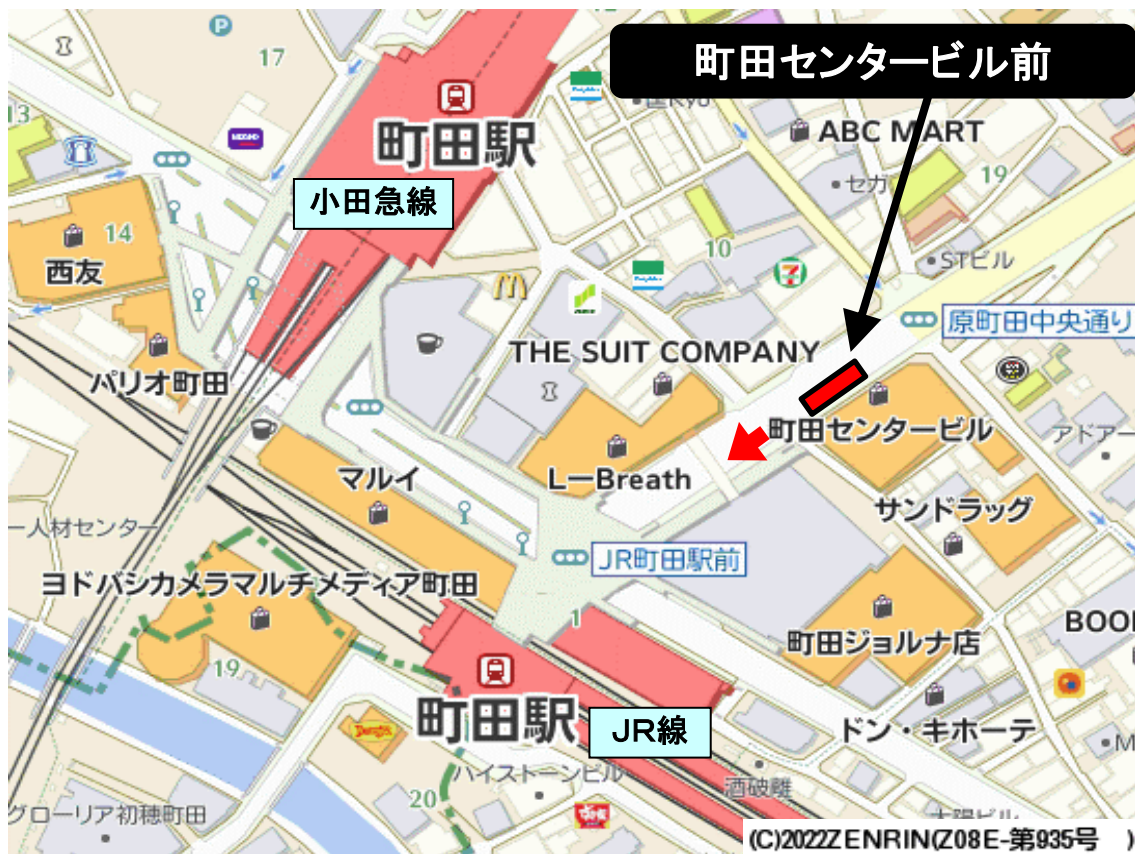 町田センタービル前
17
13
町田駅
ABC MART
小田急線
セガ
19
14
10
西友
STビル
原町田中央通り
THE SUIT COMPANY
パリオ町田
町田センタービル
アドアー
マルイ
L—Breath
サンドラッグ
ー人材センター
JR町田駅前
ヨドバシカメラマルチメディア町田
1
町田ジョルナ店
19
町田駅
JR線
ドン・キホーテ
ハイストーンビル
酒破離
20
グローリア初穂町田
(C)2022ZENRIN(Z08E-第935号 )